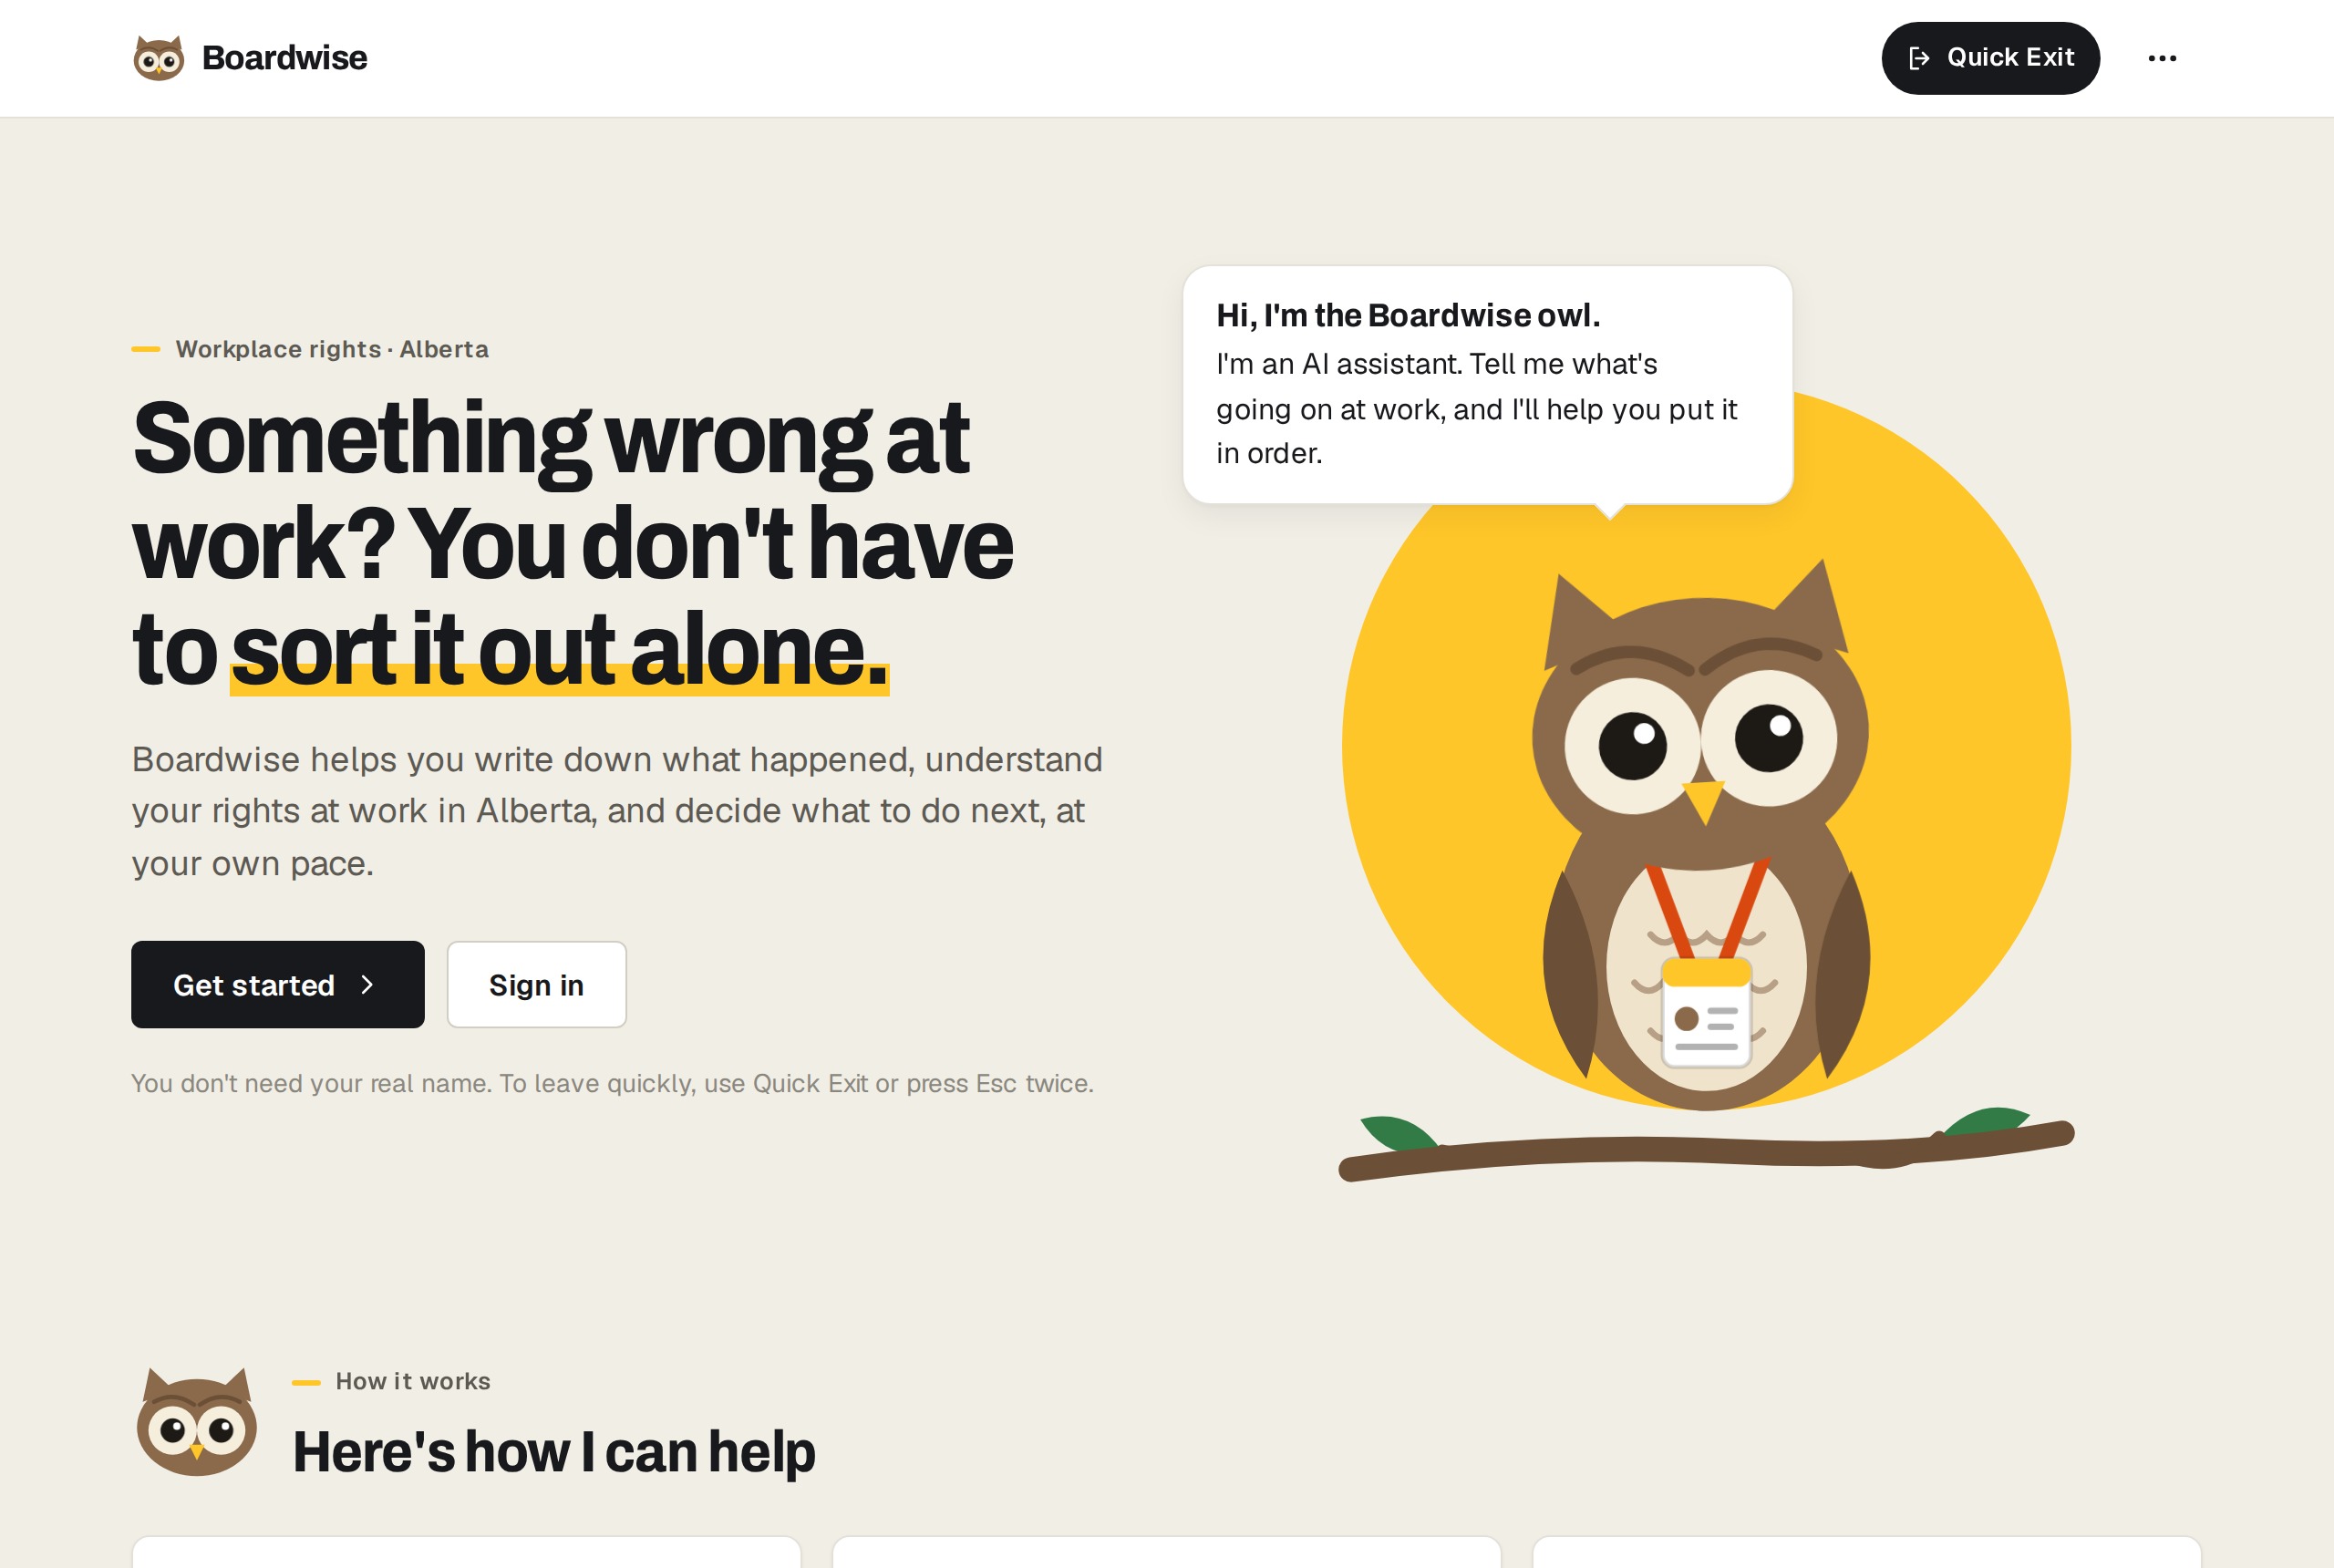 Boardwise
Quick Exit
Workplace rights · Alberta
Something wrong at
work? You don't have
to sort it out alone.
Boardwise helps you write down what happened, understand
your rights at work in Alberta, and decide what to do next, at
your own pace.
Get started
Sign in
You don't need your real name. To leave quickly, use Quick Exit or press Esc twice.
Hi, I'm the Boardwise owl.
I'm an AI assistant. Tell me what's
going on at work, and I'll help you put it
in order.
How it works
Here's how I can help